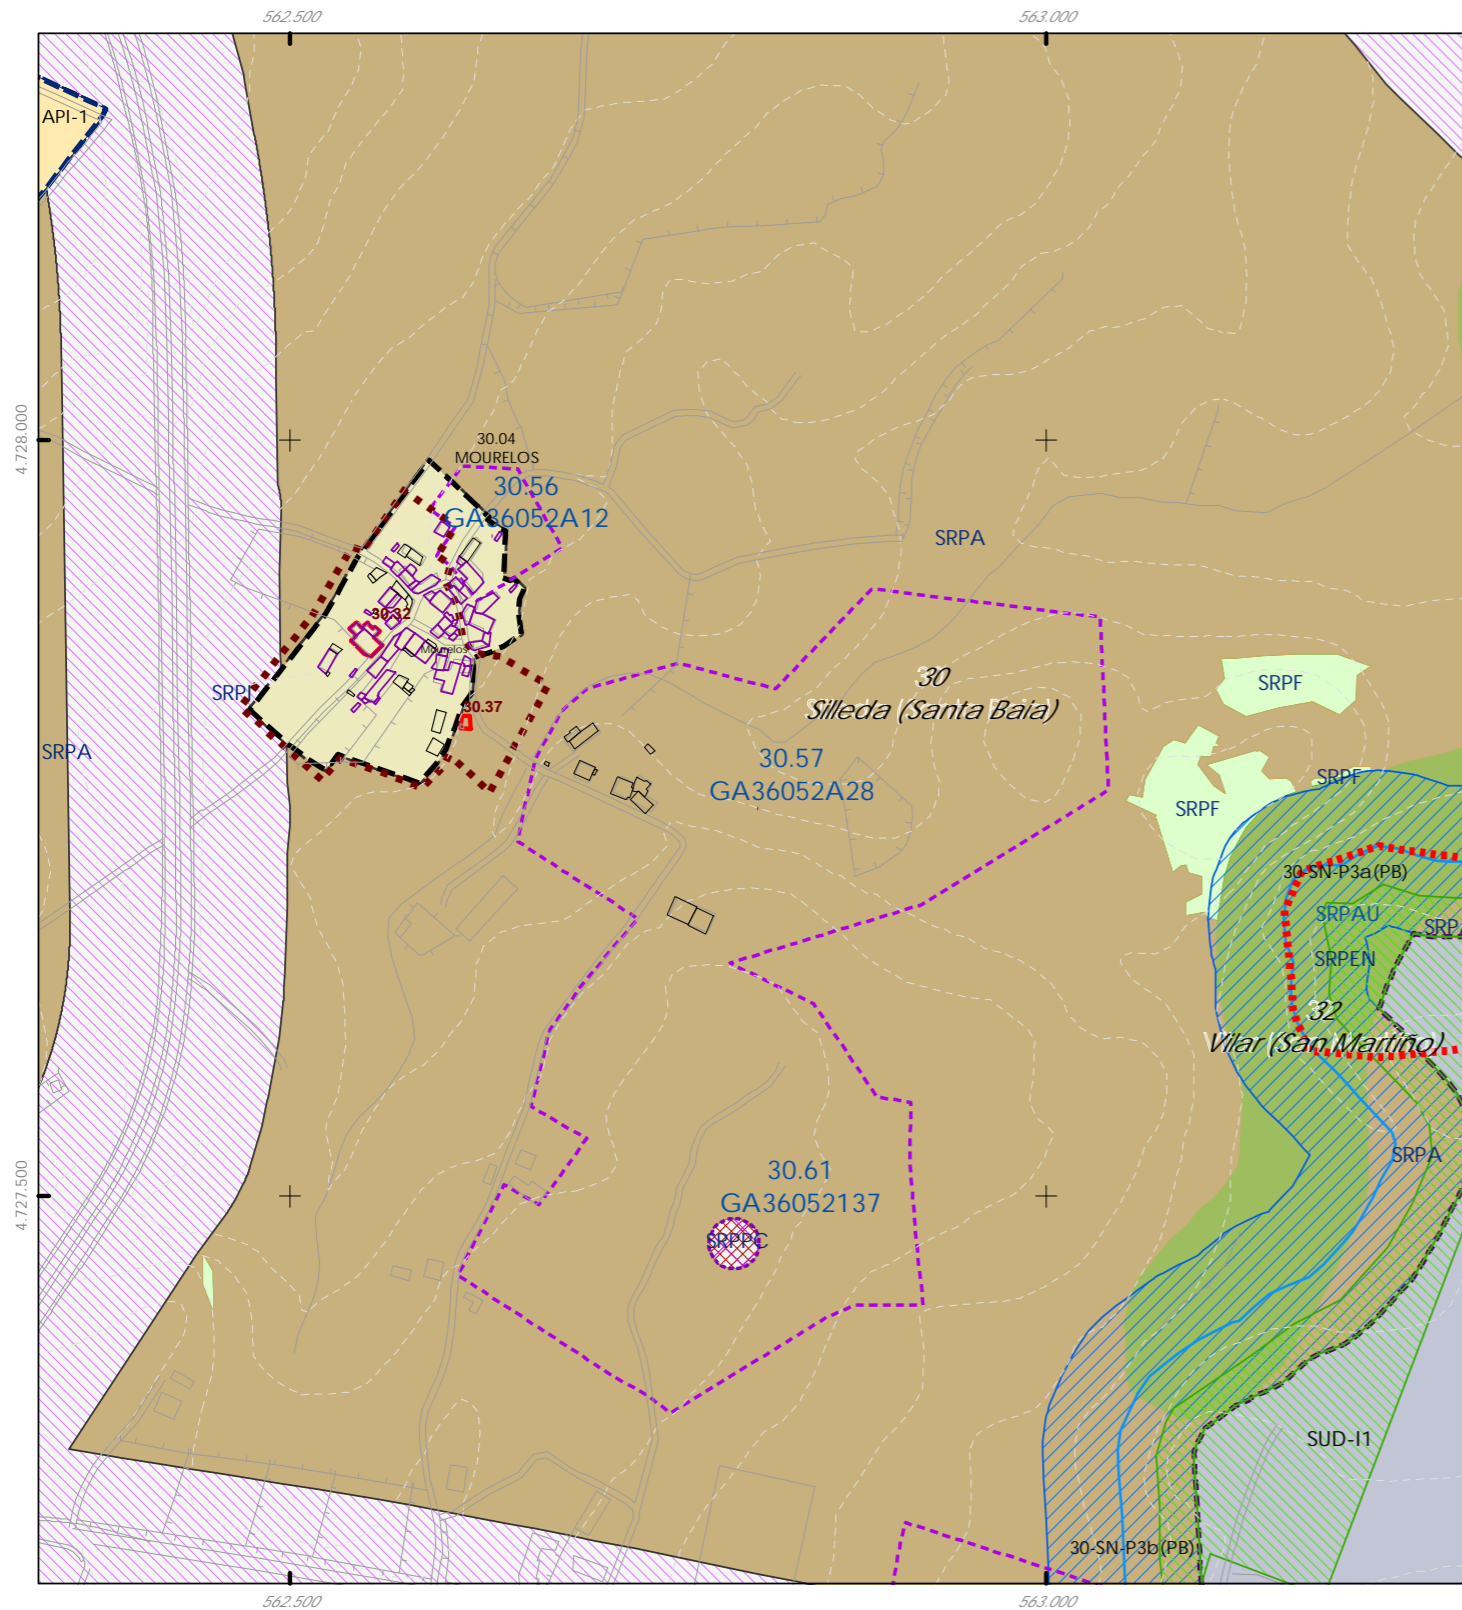 562.500
563.000
API-1
4.728.000
30.04
MOURELOS
30.56
GA36052A12
SRPA
30.32
Mourelos
SRPI
30.37
SRPA
30
Silleda (Santa Baia)
SRPF
30.57
GA36052A28
SRPF
SRPF
30-SN-P3a(PB)
SRPAU
SRPA
SRPEN
32
Vilar (San Martiño)
SRPA
30.61
GA36052137
4.727.500
SRPPC
SUD-I1
30-SN-P3b(PB)
562.500
563.000